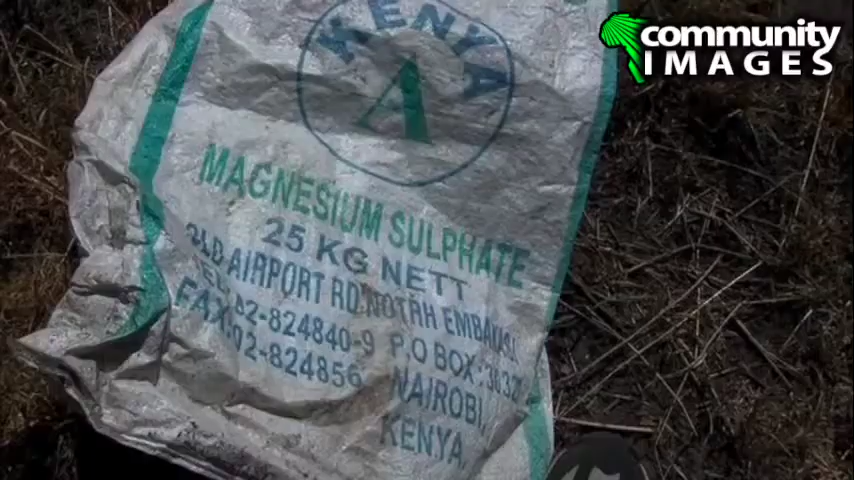 community
IMAGES
KENYA
A
MAGNESIUM SULPHATE
25 KG NETT
OLD AIRPORT RD NOTRH EMBAKASI
TEL: 02-824840-9 P.O BOX:
FAX: 02-824856 NAIROBI,
KENYA.